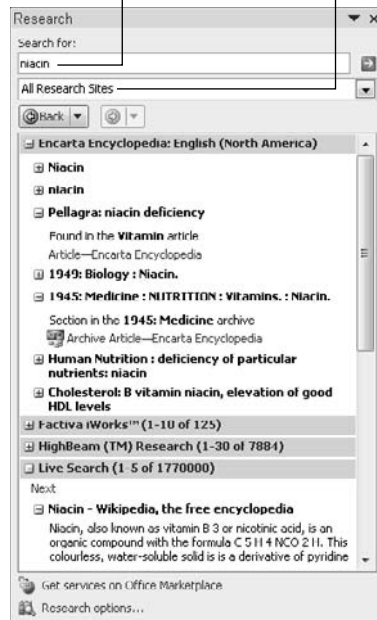 Research
Search for:
niacin
All Research Sites
Back
Encarta Encyclopedia: English (North America)
Niacin
niacin
Pellagra: niacin deficiency
Found in the Vitamin article
Article—Encarta Encyclopedia
1949: Biology : Niacin.
1945: Medicine : NUTRITION : Vitamins. : Niacin.
Section in the 1945: Medicine archive
Archive Article—Encarta Encyclopedia
Human Nutrition : deficiency of particular
nutrients: niacin
Cholesterol: B vitamin niacin, elevation of good
HDL levels
Factiva iWorks™ (1-10 of 125)
HighBeam (TM) Research (1-30 of 7884)
Live Search (1-5 of 1770000)
Next
Niacin - Wikipedia, the free encyclopedia
Niacin, also known as vitamin B 3 or nicotinic acid, is an
organic compound with the formula C 5 H 4 NCO 2 H. This
colourless, water-soluble solid is is a derivative of pyridine
Get services on Office Marketplace
Research options...